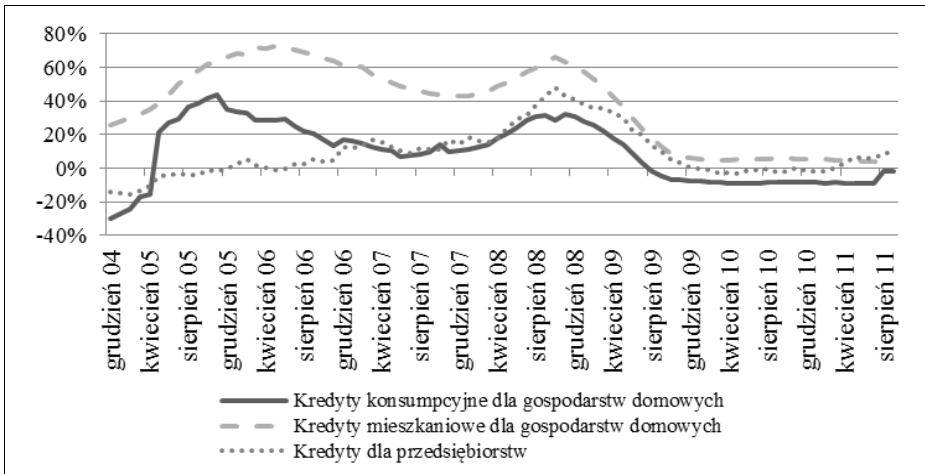 80%
60%
40%
20%
0%
-20%
-40%
grudzień 04
kwiecień 05
sierpień 05
grudzień 05
kwiecień 06
sierpień 06
grudzień 06
kwiecień 07
sierpień 07
grudzień 07
kwiecień 08
sierpień 08
grudzień 08
kwiecień 09
sierpień 09
grudzień 09
kwiecień 10
sierpień 10
grudzień 10
kwiecień 11
sierpień 11
Kredyty konsumpcyjne dla gospodarstw domowych
Kredyty mieszkaniowe dla gospodarstw domowych
Kredyty dla przedsiębiorstw